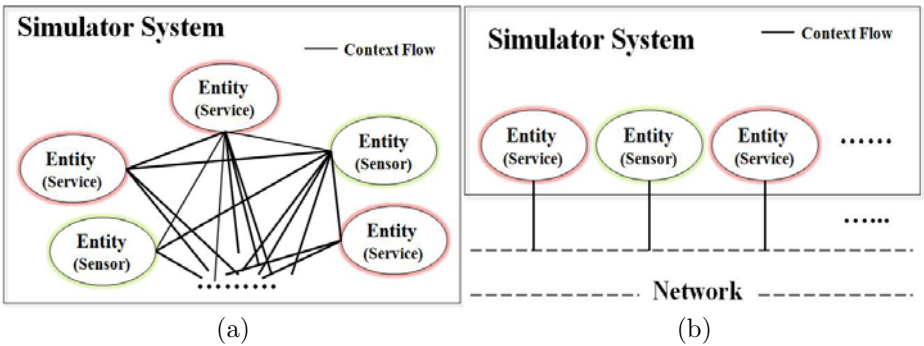 Simulator System
Context Flow
Entity
(Service)
Entity
(Sensor)
Entity
(Service)
Entity
(Sensor)
Entity
(Service)
.........
(a)
Simulator System
Context Flow
Entity
(Service)
Entity
(Sensor)
Entity
(Service)
......
......
Network
(b)